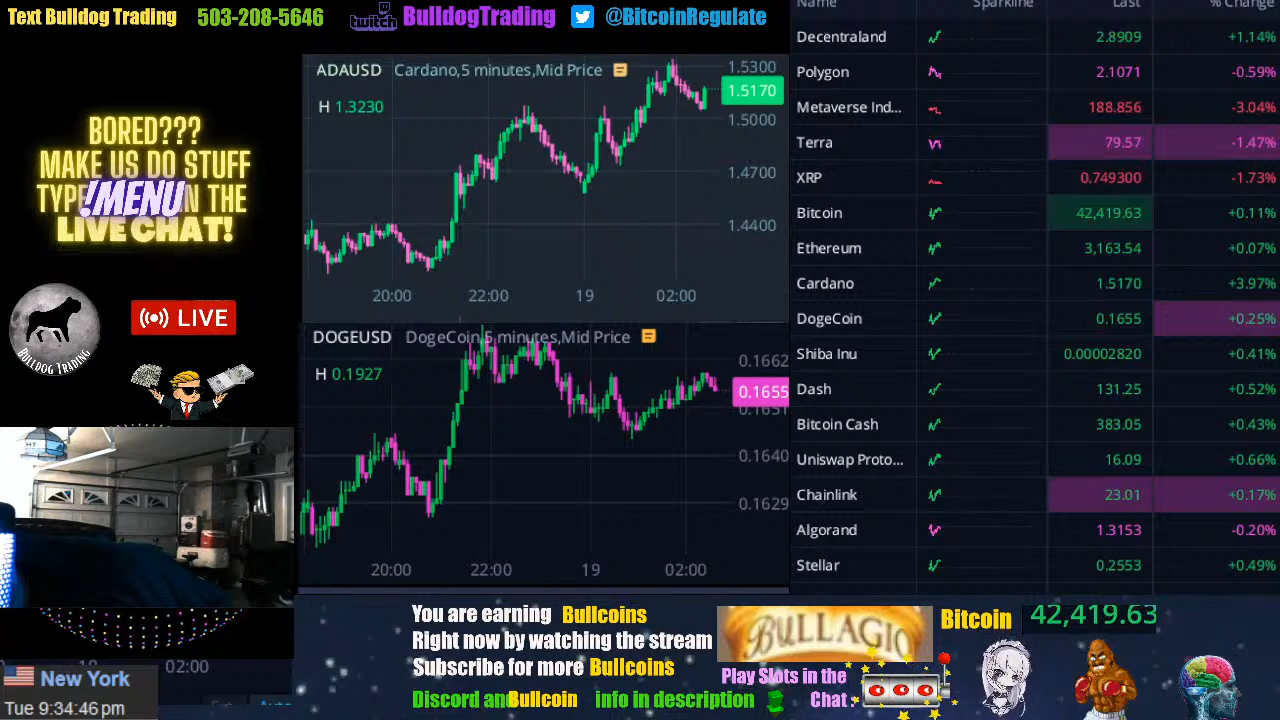 Text Bulldog Trading 503-208-5646 twitch BulldogTrading @BitcoinRegulate
BORED???
MAKE US DO STUFF
TYPE !MENU IN THE
LIVE CHAT!
BULLDOG TRADING
LIVE
ADAUSD Cardano,5 minutes,Mid Price
H 1.3230
1.5300
1.5170
1.5000
1.4700
1.4400
20:00 22:00 19 02:00
DOGEUSD DogeCoin,5 minutes,Mid Price
H 0.1927
0.1662
0.1655
0.1651
0.1640
0.1629
20:00 22:00 19 02:00
Name Sparkline Last % Change
Decentraland 2.8909 +1.14%
Polygon 2.1071 -0.59%
Metaverse Ind... 188.856 -3.04%
Terra 79.57 -1.47%
XRP 0.749300 -1.73%
Bitcoin 42,419.63 +0.11%
Ethereum 3,163.54 +0.07%
Cardano 1.5170 +3.97%
DogeCoin 0.1655 +0.25%
Shiba Inu 0.00002820 +0.41%
Dash 131.25 +0.52%
Bitcoin Cash 383.05 +0.43%
Uniswap Proto... 16.09 +0.66%
Chainlink 23.01 +0.17%
Algorand 1.3153 -0.20%
Stellar 0.2553 +0.49%
You are earning Bullcoins
Right now by watching the stream
Subscribe for more Bullcoins
Discord and Bullcoin info in description
BULLAGIO
Play Slots in the
Chat
Bitcoin 42,419.63
19 02:00
New York
Tue 9:34:46 pm
Auto